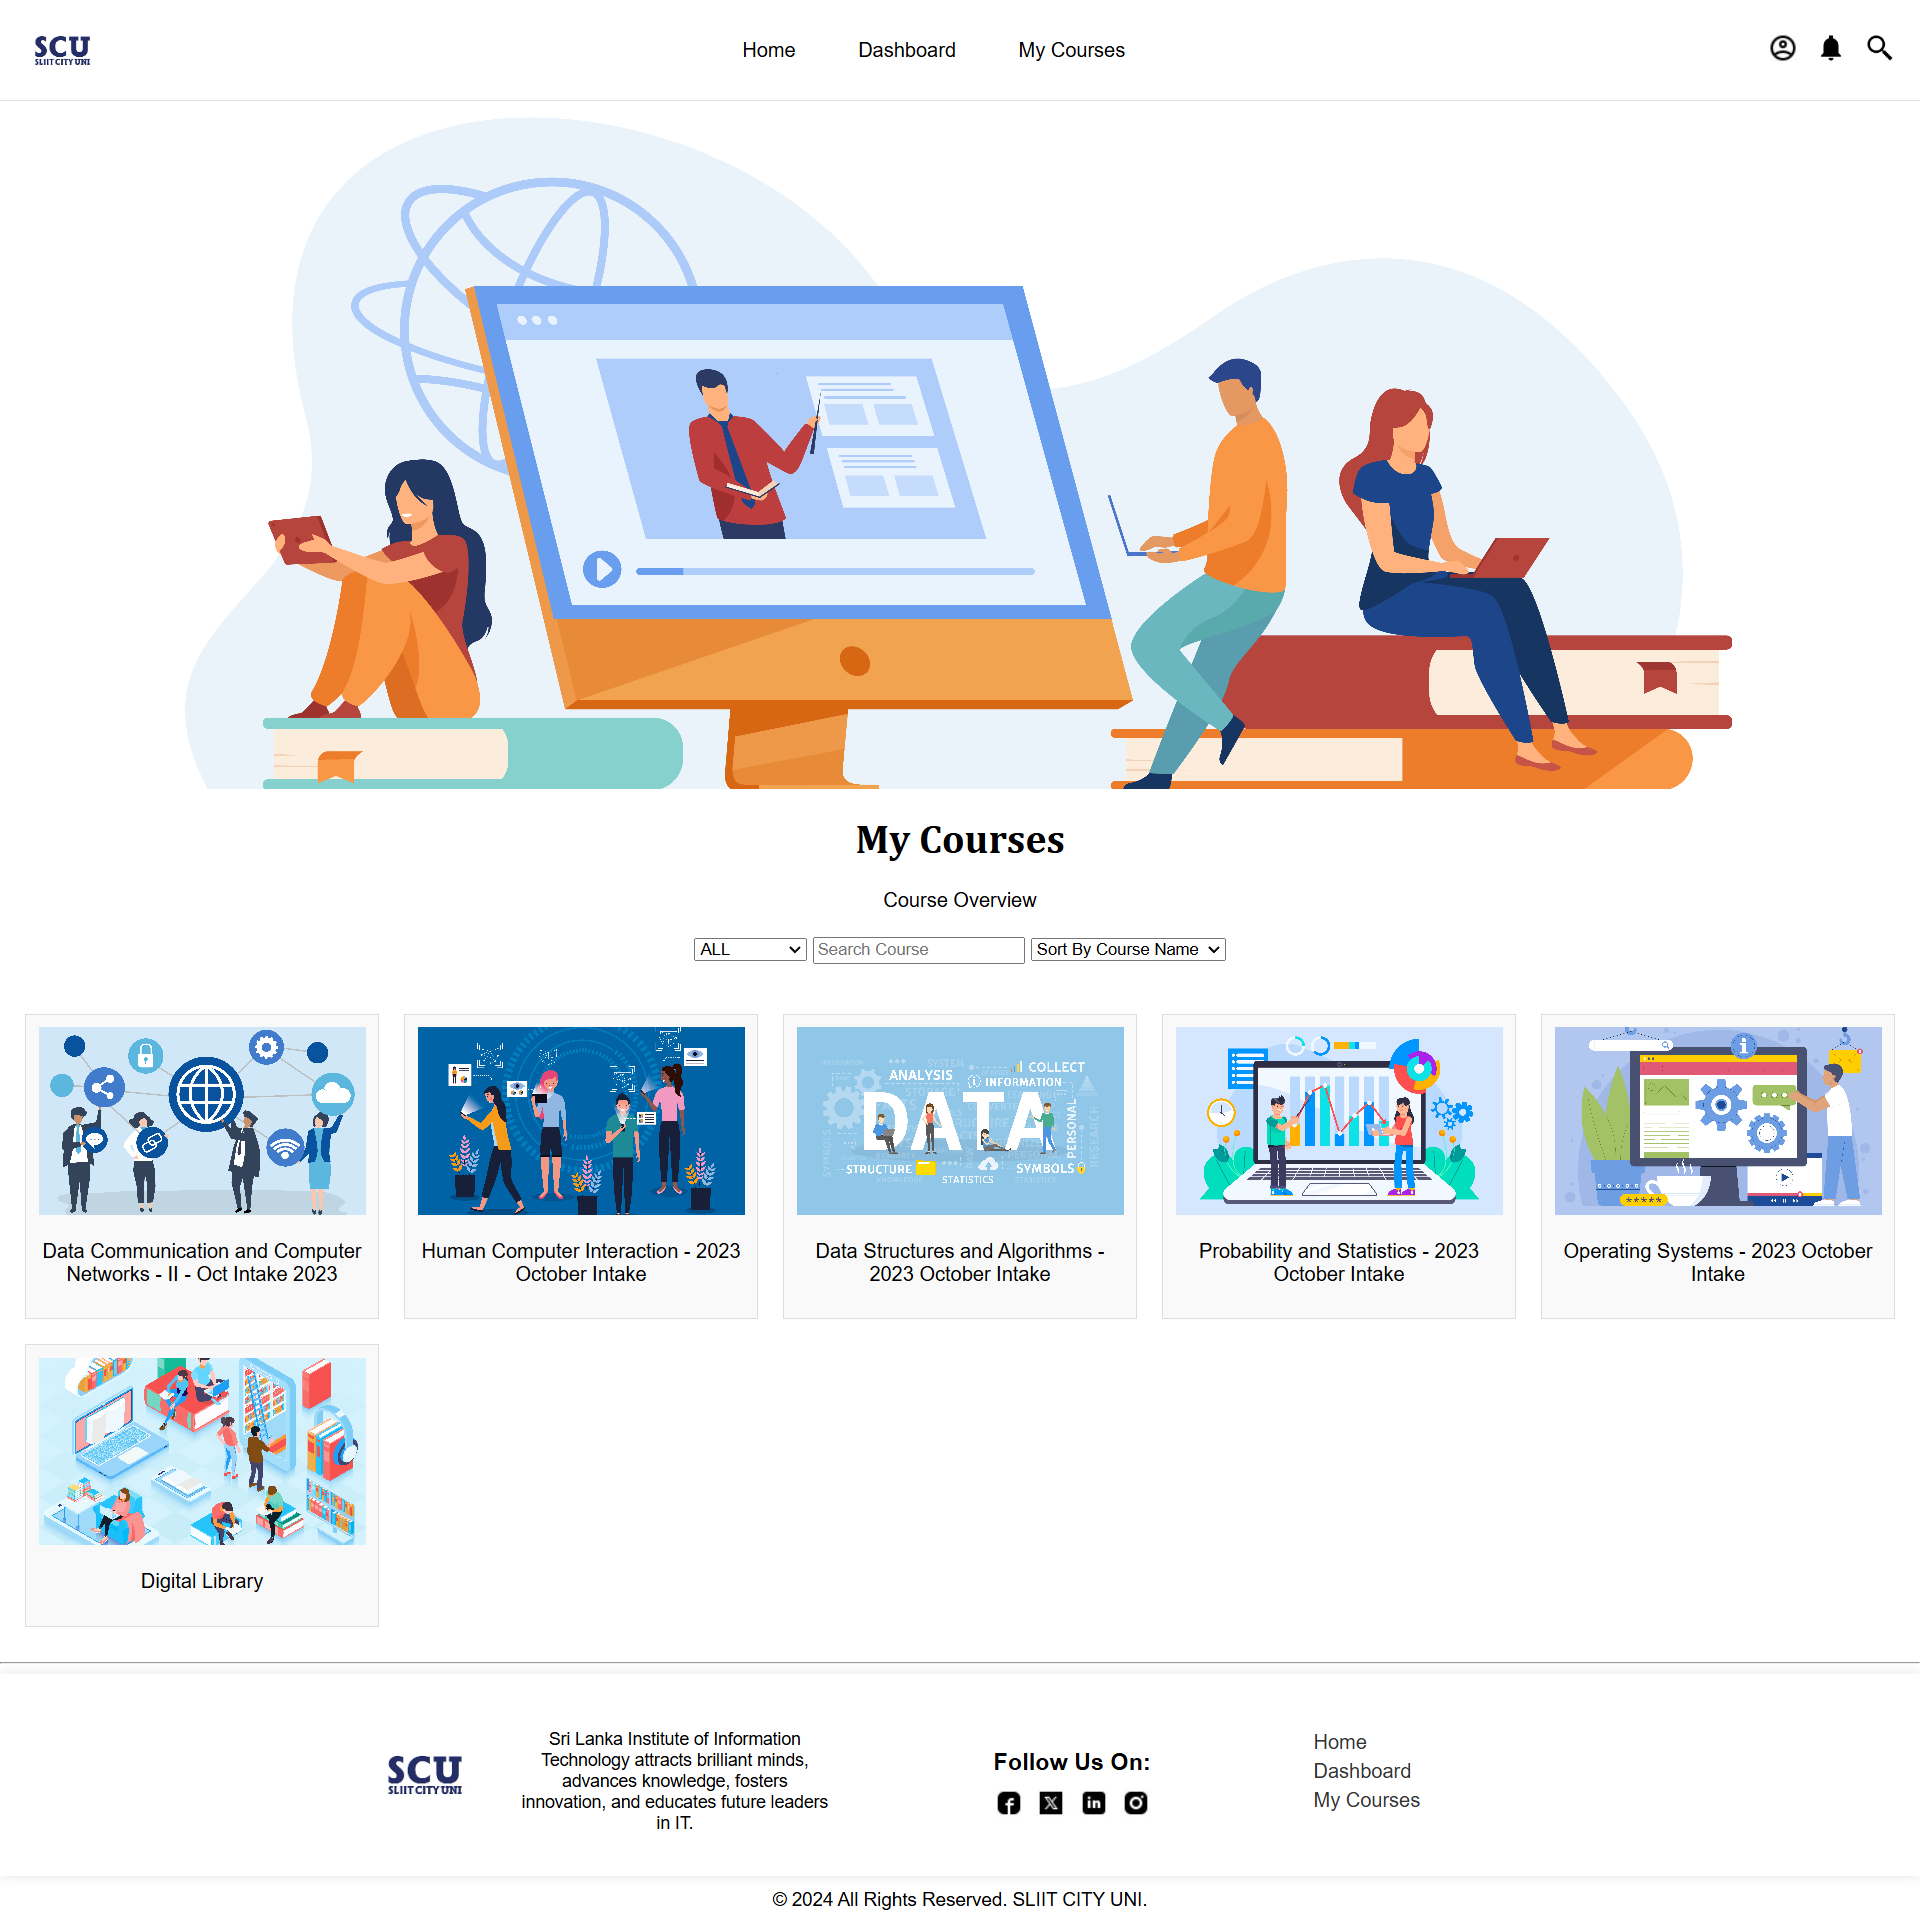 SCU
SLIIT CITY UNI
Home
Dashboard
My Courses
My Courses
Course Overview
ALL
Search Course
Sort By Course Name
ANALYSIS
COLLECT
INFORMATION
DATA
PERSONAL
RESEARCH
STRUCTURE
SYMBOLS
STATISTICS
Data Communication and Computer
Networks - II - Oct Intake 2023
Human Computer Interaction - 2023
October Intake
Data Structures and Algorithms -
2023 October Intake
Probability and Statistics - 2023
October Intake
Operating Systems - 2023 October
Intake
Digital Library
SCU
SLIIT CITY UNI
Sri Lanka Institute of Information
Technology attracts brilliant minds,
advances knowledge, fosters
innovation, and educates future leaders
in IT.
Follow Us On:
Home
Dashboard
My Courses
© 2024 All Rights Reserved. SLIIT CITY UNI.